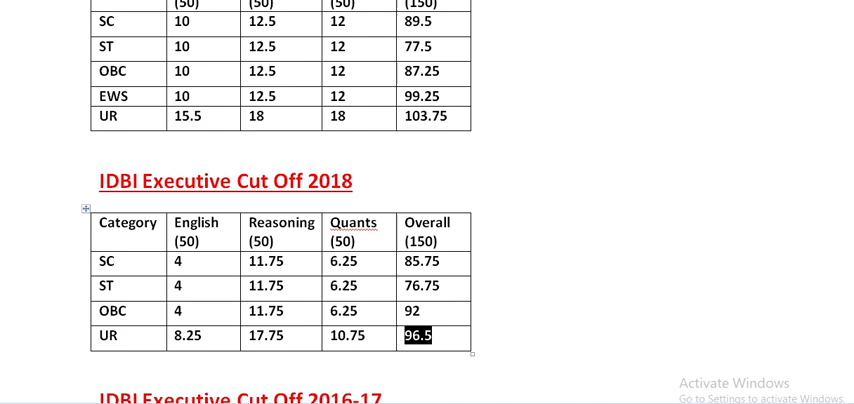 (50) (50) (50) (150)
SC 10 12.5 12 89.5
ST 10 12.5 12 77.5
OBC 10 12.5 12 87.25
EWS 10 12.5 12 99.25
UR 15.5 18 18 103.75
IDBI Executive Cut Off 2018
Category English Reasoning Quants Overall
(50) (50) (50) (150)
SC 4 11.75 6.25 85.75
ST 4 11.75 6.25 76.75
OBC 4 11.75 6.25 92
UR 8.25 17.75 10.75 96.5
IDBI Executive Cut Off 2016-17
Activate Windows
Go to Settings to activate Windows.